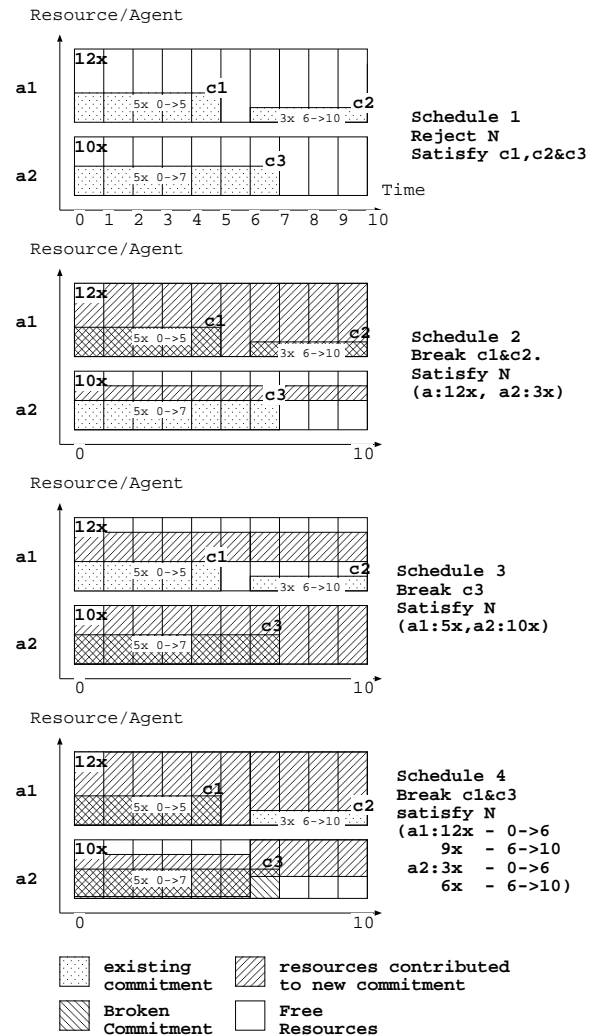 Resource/Agent
12x
a1
c1
5x 0->5
c2
3x 6->10
10x
c3
a2
5x 0->7
Time
0 1 2 3 4 5 6 7 8 9 10
Schedule 1
Reject N
Satisfy c1,c2&c3
Resource/Agent
12x
a1
c1
5x 0->5
c2
3x 6->10
10x
c3
a2
5x 0->7
0 10
Schedule 2
Break c1&c2.
Satisfy N
(a:12x, a2:3x)
Resource/Agent
12x
a1
c1
5x 0->5
c2
3x 6->10
10x
c3
a2
5x 0->7
0 10
Schedule 3
Break c3
Satisfy N
(a1:5x,a2:10x)
Resource/Agent
12x
a1
c1
5x 0->5
c2
3x 6->10
10x
c3
a2
5x 0->7
0 10
Schedule 4
Break c1&c3
satisfy N
(a1:12x - 0->6
9x - 6->10
a2:3x - 0->6
6x - 6->10)
existing
commitment
resources contributed
to new commitment
Broken
Commitment
Free
Resources